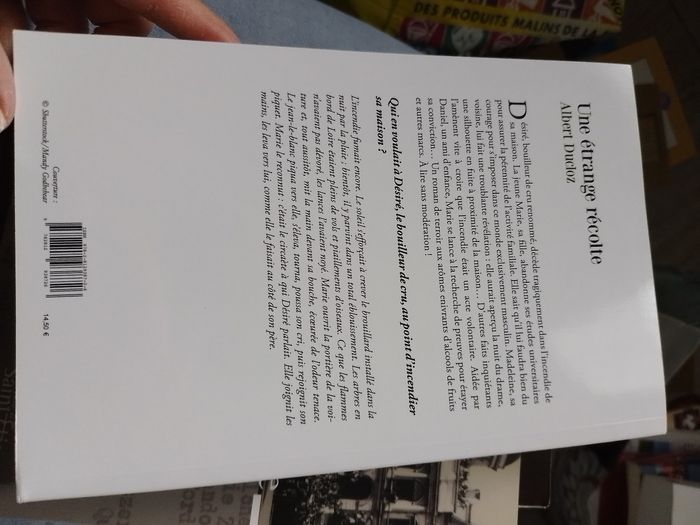 Une étrange récolte
Albert Ducloz
Désiré, bouilleur de cru renommé, décède tragiquement dans l'incendie de
sa maison. La jeune Marie, sa fille, abandonne ses études universitaires
pour assurer la pérennité de l'activité familiale. Elle sait qu'il lui faudra bien du
courage pour s'imposer dans ce monde exclusivement masculin. Madeleine, sa
voisine, lui fait une troublante révélation : elle aurait aperçu la nuit du drame,
une silhouette en fuite à proximité de la maison... D'autres faits inquiétants
l'amènent vite à croire que l'incendie était un acte volontaire. Aidée par
Daniel, un ami d'enfance, Marie se lance à la recherche de preuves pour étayer
sa conviction... Un roman de terroir aux arômes enivrants d'alcools de fruits
et autres marcs. À lire sans modération !
Qui en voulait à Désiré, le bouilleur de cru, au point d'incendier
sa maison ?
L'incendie fumait encore. Le soleil s'efforçait à crever le brouillard installé dans la
nuit par la pluie ; bientôt, il y parvint dans un total éblouissement. Les arbres en
bord de Loire étaient pleins de vols et piaillements d'oiseaux. Ce que les flammes
n'avaient pas dévoré, les lances l'avaient noyé. Marie ouvrit la portière de la voi-
ture et, tout aussitôt, mit la main devant sa bouche, écœurée de l'odeur tenace.
Le jean-le-blanc piqua vers elle, s'éleva, tourna, poussa son cri, puis rejoignit son
piquet. Marie le reconnut : c'était le circaète à qui Désiré parlait. Elle joignit les
mains, les leva vers lui, comme elle le faisait au côté de son père.
Couverture :
© Shutterstock/Mandy Godbehear
14,50 €
DES PRODUITS MALINS DE LA